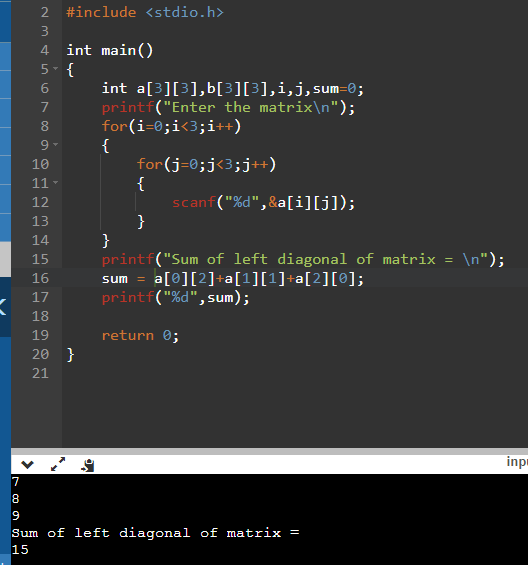 2 #include <stdio.h>
3
4 int main()
5 {
6 int a[3][3],b[3][3],i,j,sum=0;
7 printf("Enter the matrix\n");
8 for(i=0;i<3;i++)
9 {
10 for(j=0;j<3;j++)
11 {
12 scanf("%d",&a[i][j]);
13 }
14 }
15 printf("Sum of left diagonal of matrix = \n");
16 sum = a[0][2]+a[1][1]+a[2][0];
17 printf("%d",sum);
18
19 return 0;
20 }
21
7
8
9
Sum of left diagonal of matrix =
15